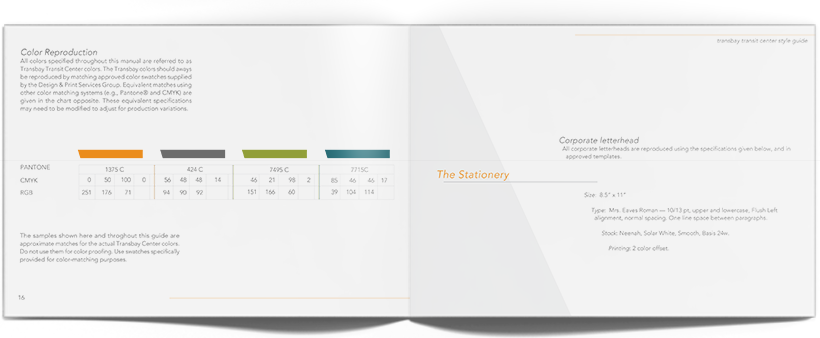 Color Reproduction
All colors specified throughout this manual are referred to as
Transbay Transit Center colors. The Transbay colors should aways
be reproduced by matching approved color swatches supplied
by the Design & Print Services Group. Equivalent matches using
other color matching systems (e.g., Pantone® and CMYK) are
given in the chart opposite. These equivalent specifications
may need to be modified to adjust for production variations.
PANTONE 1375 C 424 C 7495 C 7715C
CMYK 0 50 100 0 56 48 48 14 46 21 98 2 85 46 46 17
RGB 251 176 71 94 90 92 151 166 60 39 104 114
The samples shown here and throghout this guide are
approximate matches for the actual Transbay Center colors.
Do not use them for color proofing. Use swatches specifically
provided for color-matching purposes.
16
transbay transit center style guide
Corporate letterhead
All corporate letterheads are reproduced using the specifications given below, and in
approved templates.
The Stationery
Size: 8.5" x 11"
Type: Mrs. Eaves Roman — 10/13 pt, upper and lowercase, Flush-Left
alignment, normal spacing. One line space between paragraphs.
Stock: Neenah, Solar White, Smooth, Basis 24w.
Printing: 2 color offset.